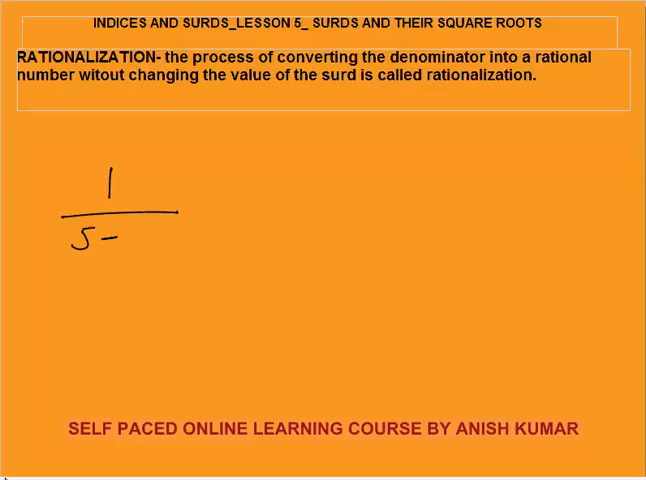 INDICES AND SURDS_LESSON 5_ SURDS AND THEIR SQUARE ROOTS
RATIONALIZATION- the process of converting the denominator into a rational
number witout changing the value of the surd is called rationalization.
1
5 -
SELF PACED ONLINE LEARNING COURSE BY ANISH KUMAR